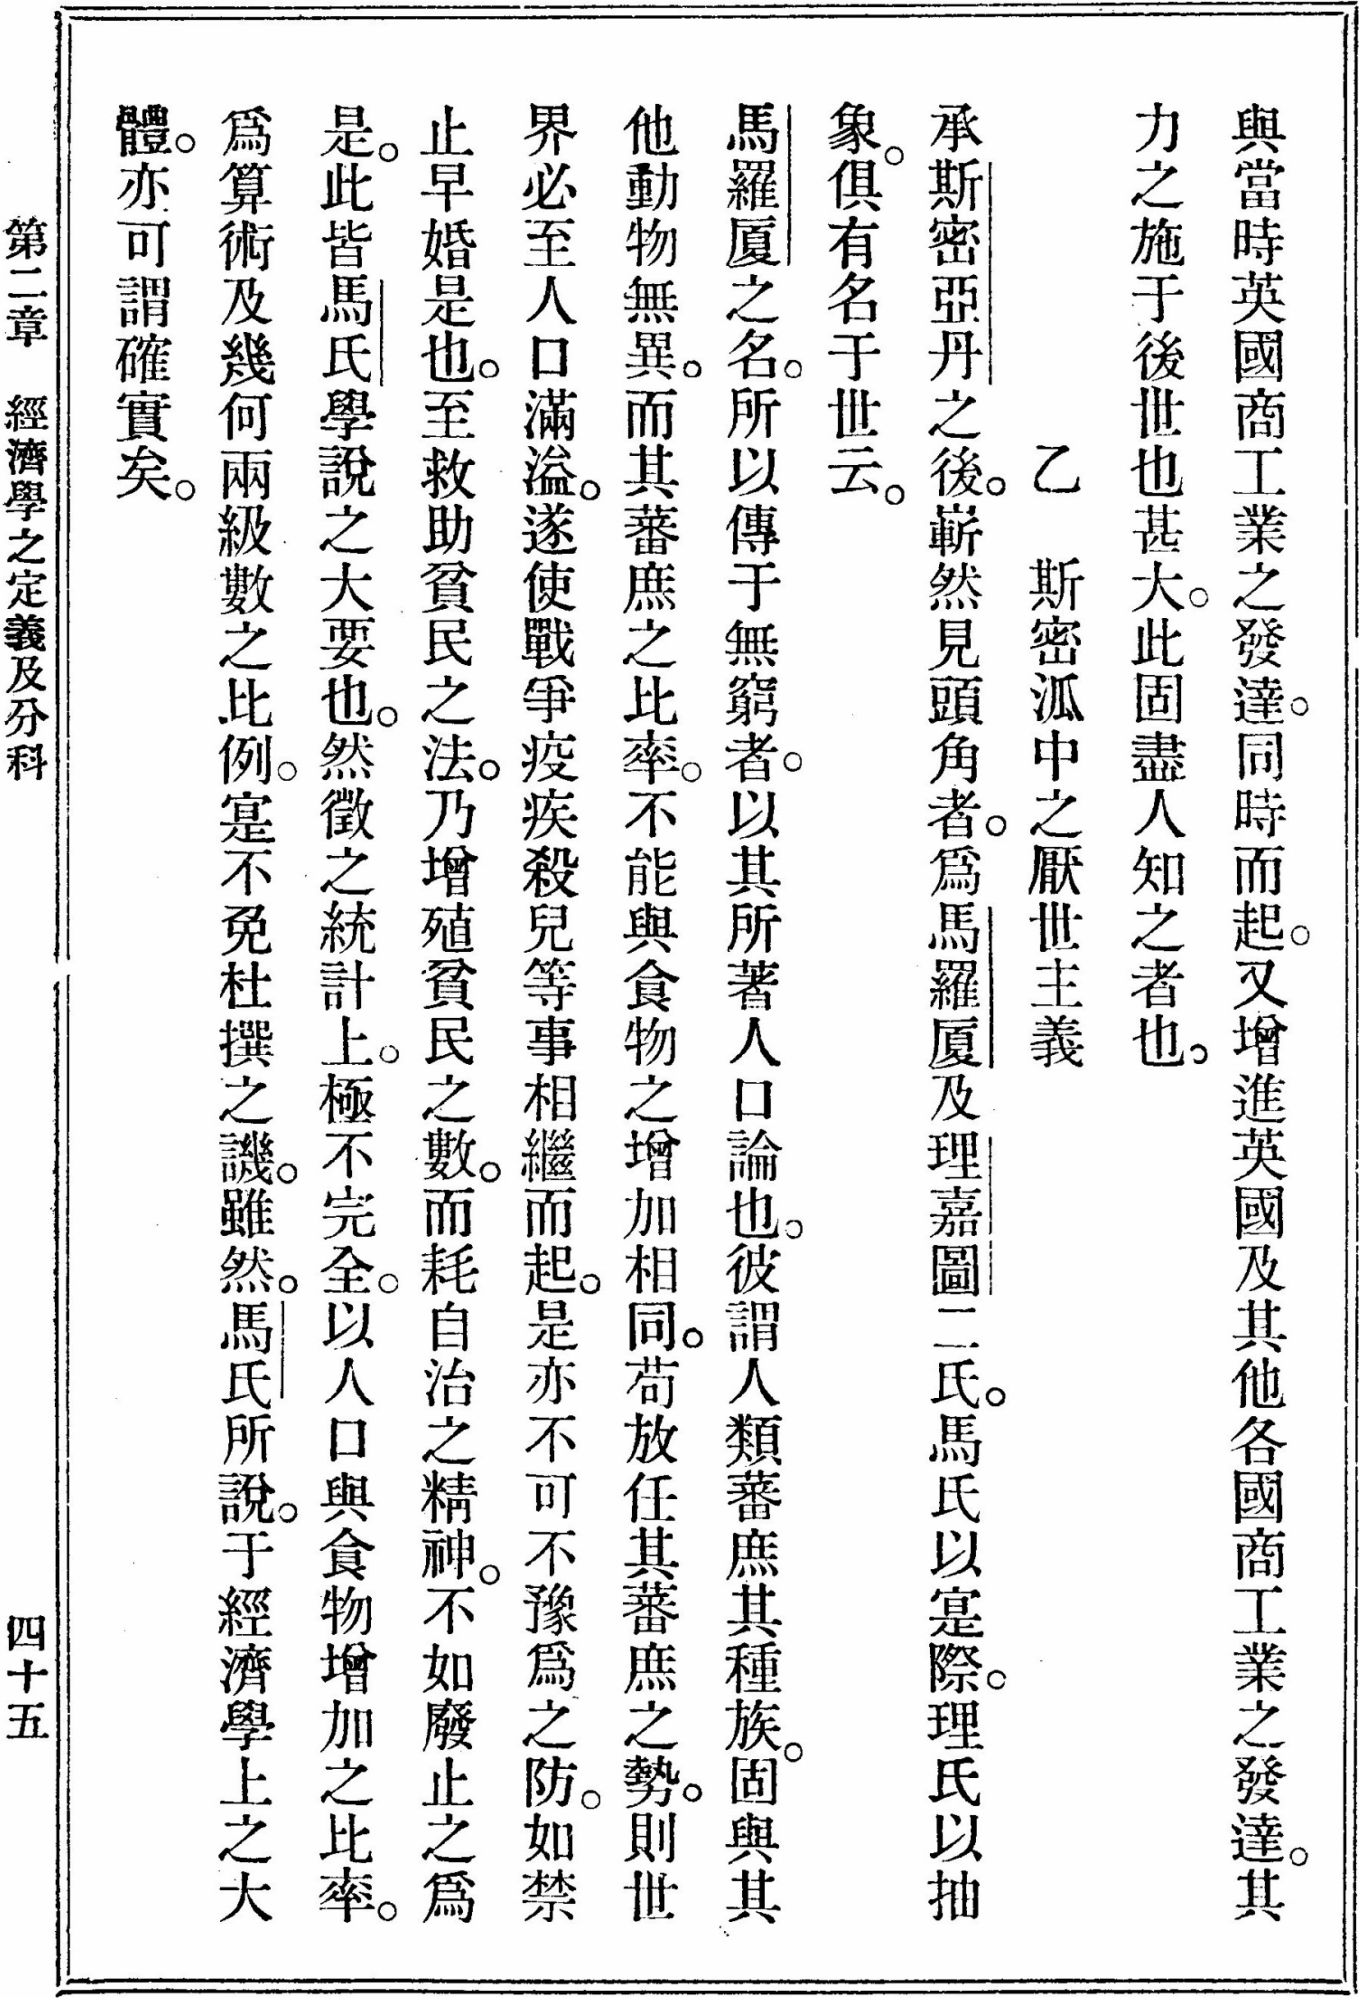 與當時英國商工業之發達。同時而起。又增進英國及其他各國商工業之發達。其
力之施于後世也甚大。此固盡人知之者也。
乙　斯密派中之厭世主義
承斯密亞丹之後。嶄然見頭角者。爲馬羅厦及理嘉圖二氏。馬氏以寔際。理氏以抽
象。俱有名于世云。
馬羅厦之名。所以傳于無窮者。以其所著人口論也。彼謂人類蕃庶其種族。固與其
他動物無異。而其蕃庶之比率。不能與食物之增加相同。苟放任其蕃庶之勢。則世
界必至人口滿溢。遂使戰爭疫疾殺兒等事相繼而起。是亦不可不豫爲之防。如禁
止早婚是也。至救助貧民之法。乃增殖貧民之數。而耗自治之精神。不如廢止之爲
是。此皆馬氏學說之大要也。然徵之統計上。極不完全。以人口與食物增加之比率。
爲算術及幾何兩級數之比例。寔不免杜撰之譏。雖然。馬氏所說。于經濟學上之大
體。亦可謂確實矣。
第二章　經濟學之定義及分科
四十五